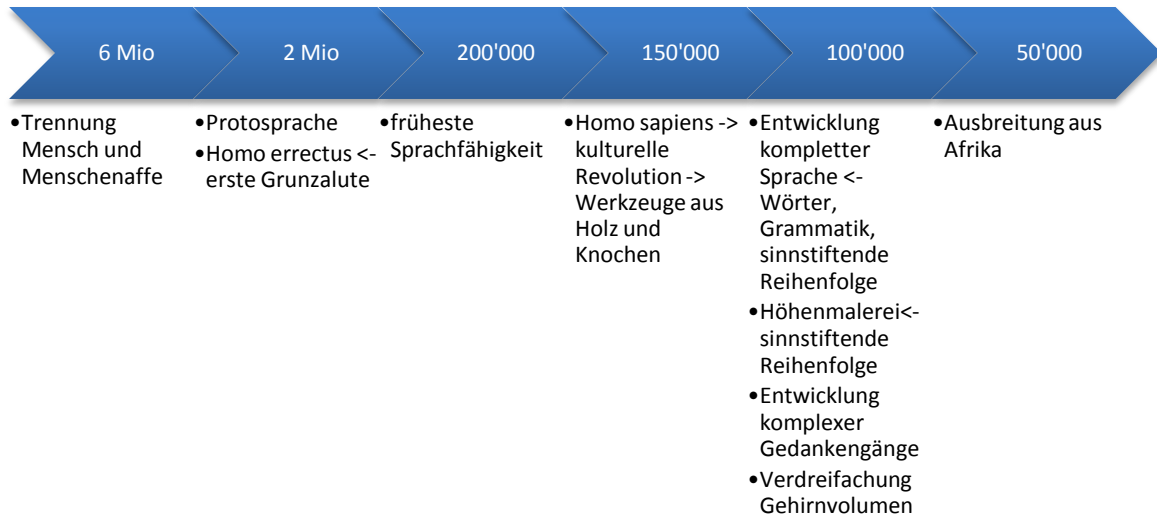 6 Mio
2 Mio
200'000
150'000
100'000
50'000
•Trennung
Mensch und
Menschenaffe
•Protosprache
•Homo errectus <-
erste Grunzalute
•früheste
Sprachfähigkeit
•Homo sapiens ->
kulturelle
Revolution ->
Werkzeuge aus
Holz und
Knochen
•Entwicklung
kompletter
Sprache <-
Wörter,
Grammatik,
sinnstiftende
Reihenfolge
•Höhenmalerei<-
sinnstiftende
Reihenfolge
•Entwicklung
komplexer
Gedankengänge
•Verdreifachung
Gehirnvolumen
•Ausbreitung aus
Afrika